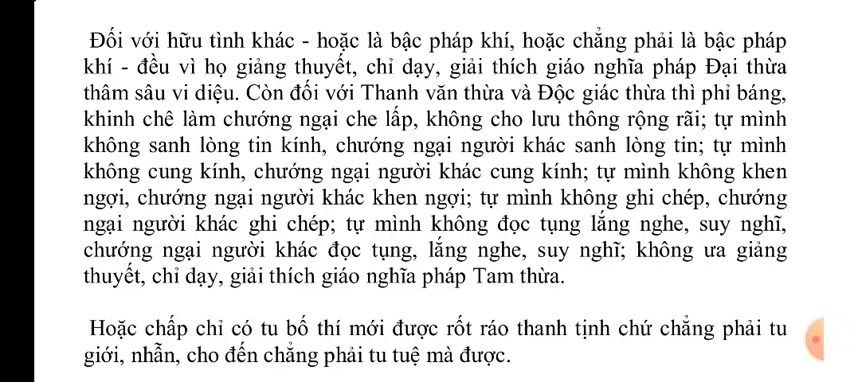 Đối với hữu tình khác - hoặc là bậc pháp khí, hoặc chẳng phải là bậc pháp
khí - đều vì họ giảng thuyết, chỉ dạy, giải thích giáo nghĩa pháp Đại thừa
thâm sâu vi diệu. Còn đối với Thanh văn thừa và Độc giác thừa thì phỉ báng,
khinh chê làm chướng ngại che lấp, không cho lưu thông rộng rãi; tự mình
không sanh lòng tin kính, chướng ngại người khác sanh lòng tin; tự mình
không cung kính, chướng ngại người khác cung kính; tự mình không khen
ngợi, chướng ngại người khác khen ngợi; tự mình không ghi chép, chướng
ngại người khác ghi chép; tự mình không đọc tụng lắng nghe, suy nghĩ,
chướng ngại người khác đọc tụng, lắng nghe, suy nghĩ; không ưa giảng
thuyết, chỉ dạy, giải thích giáo nghĩa pháp Tam thừa.
Hoặc chấp chỉ có tu bố thí mới được rốt ráo thanh tịnh chứ chẳng phải tu
giới, nhẫn, cho đến chẳng phải tu tuệ mà được.